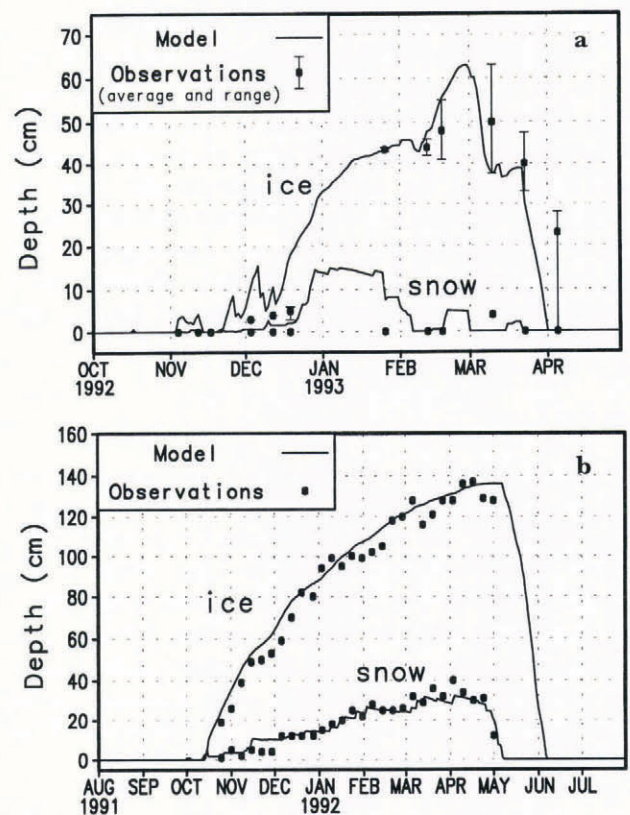 a
Model
Observations
(average and range)
70
60
50
40
30
20
10
0
Depth (cm)
ice
snow
OCT NOV DEC JAN FEB MAR APR
1992 1993
b
Model
Observations
160
140
120
100
80
60
40
20
0
Depth (cm)
ice
snow
AUG SEP OCT NOV DEC JAN FEB MAR APR MAY JUN JUL
1991 1992